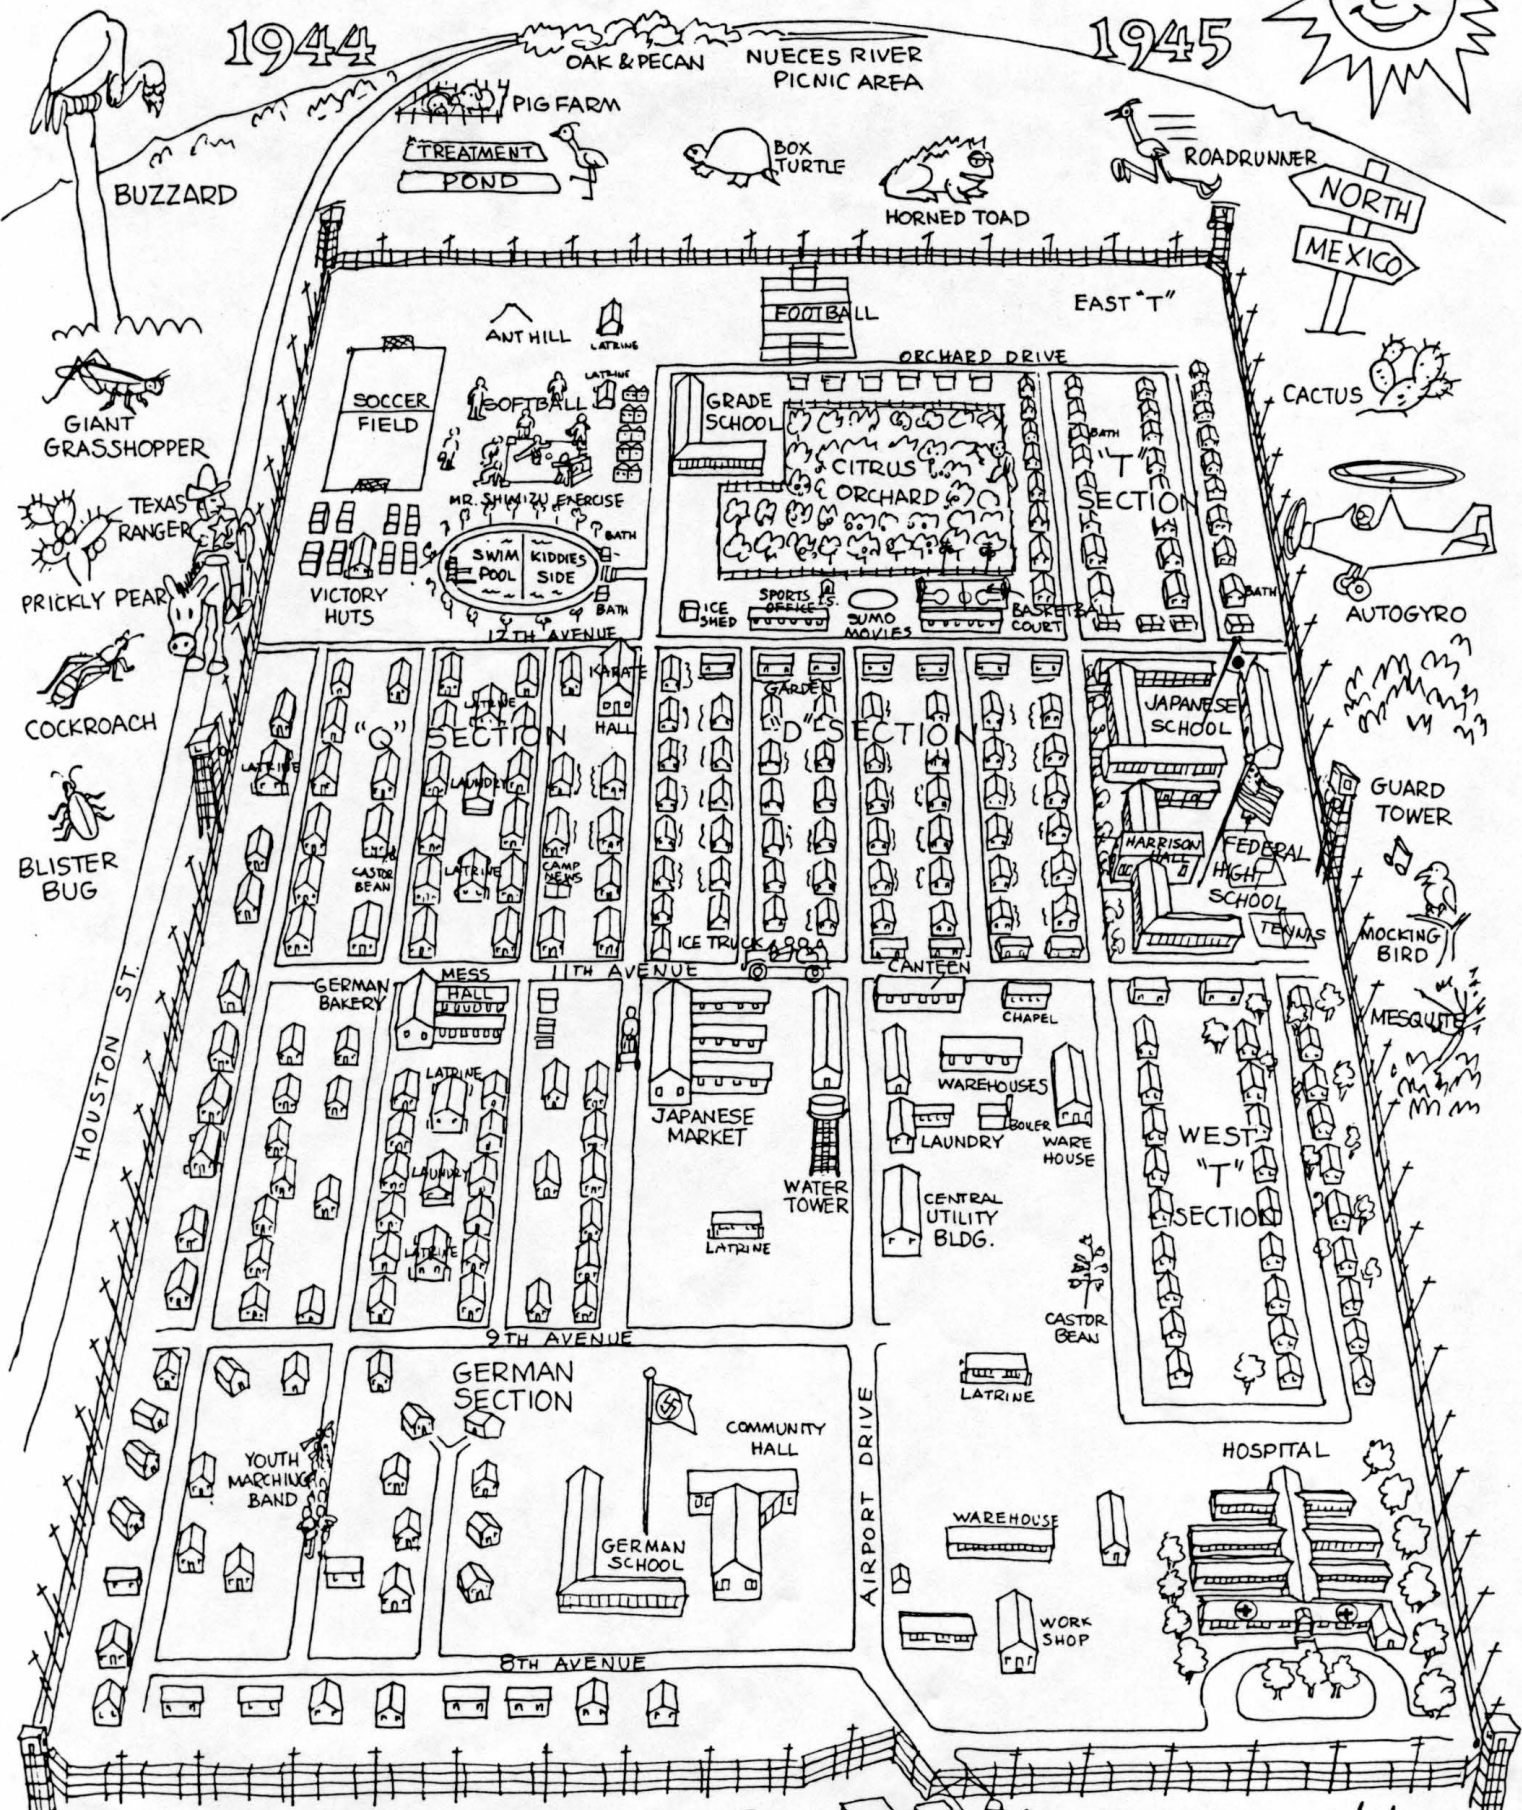 1944
1945
OAK & PECAN
NUECES RIVER
PICNIC AREA
PIG FARM
TREATMENT
POND
BOX
TURTLE
HORNED TOAD
ROADRUNNER
BUZZARD
NORTH
MEXICO
EAST "T"
FOOTBALL
ANT HILL
LATRINE
ORCHARD DRIVE
LATRINE
SOCCER
FIELD
SOFTBALL
GRADE
SCHOOL
CITRUS
ORCHARD
BATH
"T"
SECTION
CACTUS
GIANT
GRASSHOPPER
TEXAS
RANGER
MR. SHIMIZU EXERCISE
SWIM
POOL
KIDDIES
SIDE
BATH
BATH
VICTORY
HUTS
PRICKLY PEAR
ICE
SHED
SPORTS
OFFICE
SUMO
MOVIES
BASKETBALL
COURT
BATH
AUTOGYRO
12TH AVENUE
COCKROACH
KARATE
HALL
LATRINE
"Q"
SECTION
LATRINE
LAUNDRY
GARDEN
"D" SECTION
JAPANESE
SCHOOL
BLISTER
BUG
CASTOR
BEAN
LATRINE
CAMP
NEWS
HARRISON
HALL
FEDERAL
HIGH
SCHOOL
GUARD
TOWER
TENNIS
MOCKING
BIRD
ICE TRUCK
11TH AVENUE
CANTEEN
GERMAN
BAKERY
MESS
HALL
CHAPEL
MESQUITE
HOUSTON ST.
LATRINE
LAUNDRY
LATRINE
JAPANESE
MARKET
WATER
TOWER
LATRINE
WAREHOUSES
LAUNDRY
BOILER
WARE
HOUSE
CENTRAL
UTILITY
BLDG.
WEST
"T"
SECTION
CASTOR
BEAN
9TH AVENUE
GERMAN
SECTION
LATRINE
YOUTH
MARCHING
BAND
COMMUNITY
HALL
AIRPORT DRIVE
HOSPITAL
GERMAN
SCHOOL
WAREHOUSE
WORK
SHOP
8TH AVENUE